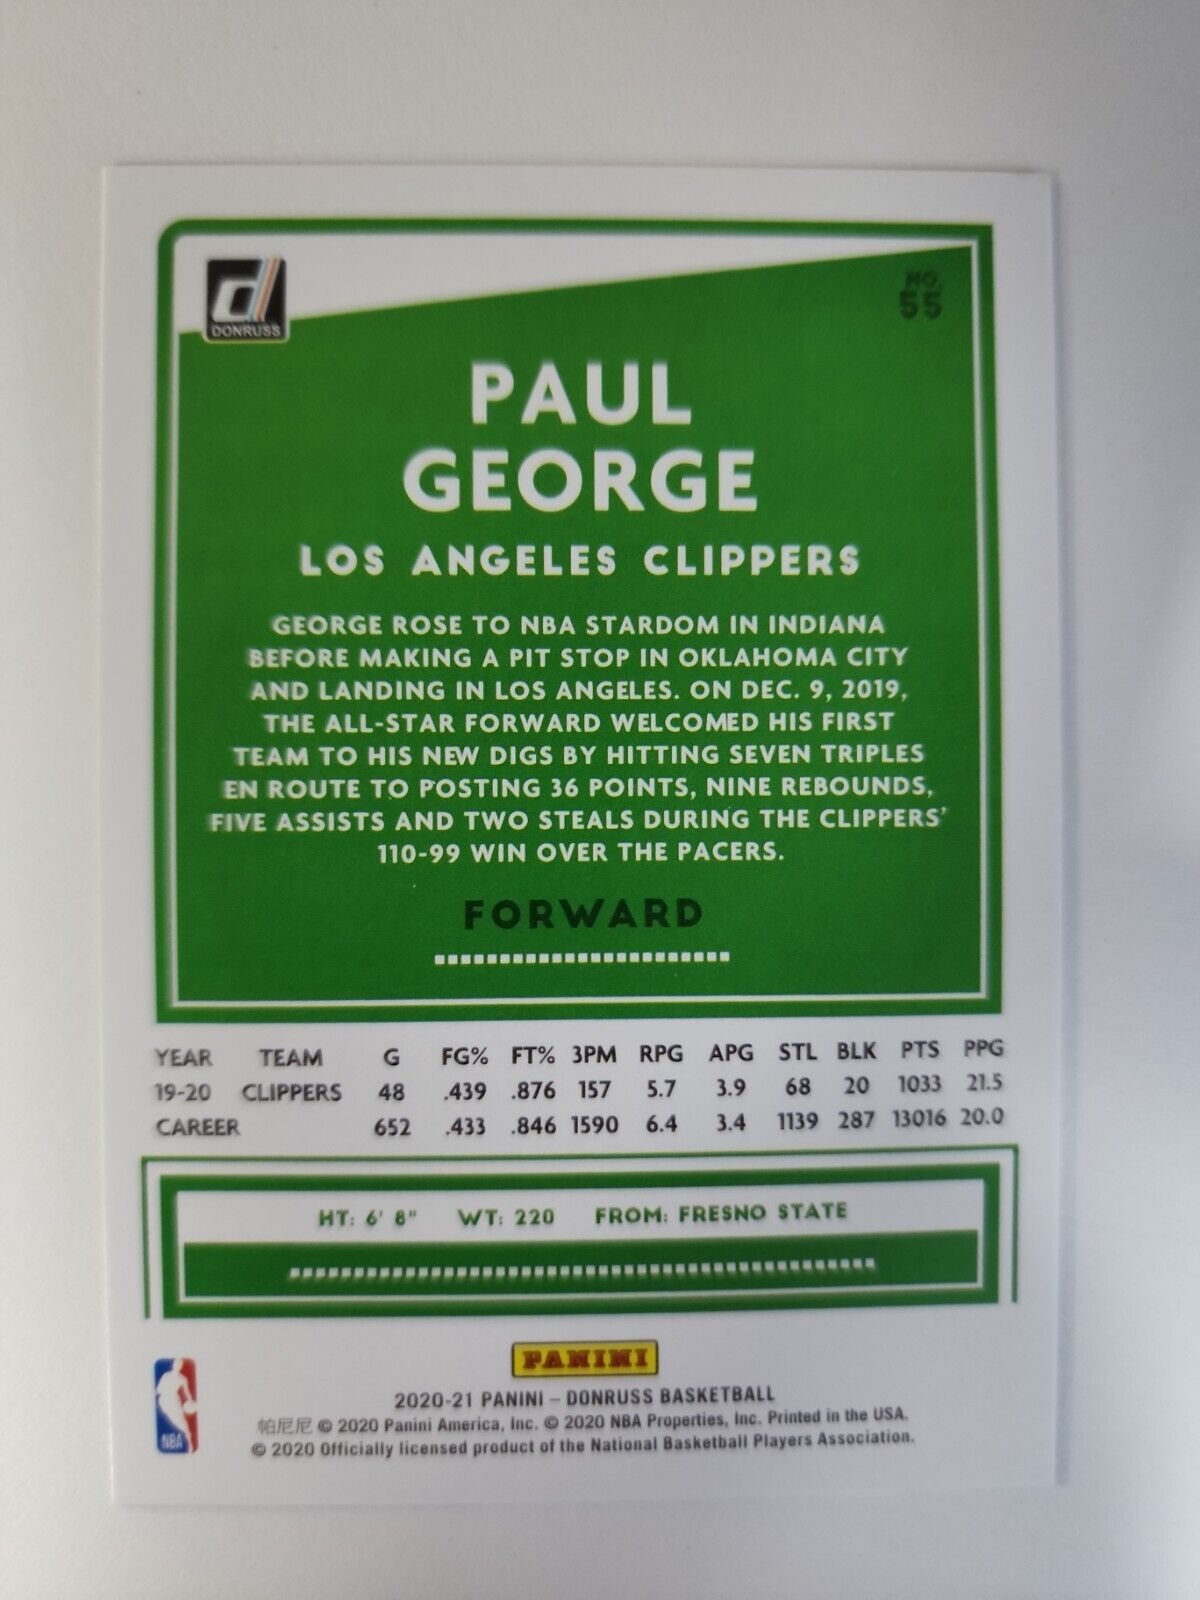 DONRUSS
NO.
55
PAUL
GEORGE
LOS ANGELES CLIPPERS
GEORGE ROSE TO NBA STARDOM IN INDIANA
BEFORE MAKING A PIT STOP IN OKLAHOMA CITY
AND LANDING IN LOS ANGELES. ON DEC. 9, 2019,
THE ALL-STAR FORWARD WELCOMED HIS FIRST
TEAM TO HIS NEW DIGS BY HITTING SEVEN TRIPLES
EN ROUTE TO POSTING 36 POINTS, NINE REBOUNDS,
FIVE ASSISTS AND TWO STEALS DURING THE CLIPPERS'
110-99 WIN OVER THE PACERS.
FORWARD
YEAR TEAM G FG% FT% 3PM RPG APG STL BLK PTS PPG
19-20 CLIPPERS 48 .439 .876 157 5.7 3.9 68 20 1033 21.5
CAREER 652 .433 .846 1590 6.4 3.4 1139 287 13016 20.0
HT: 6' 8" WT: 220 FROM: FRESNO STATE
PANINI
2020-21 PANINI – DONRUSS BASKETBALL
帕尼尼 © 2020 Panini America, Inc. © 2020 NBA Properties, Inc. Printed in the USA.
© 2020 Officially licensed product of the National Basketball Players Association.
NBA